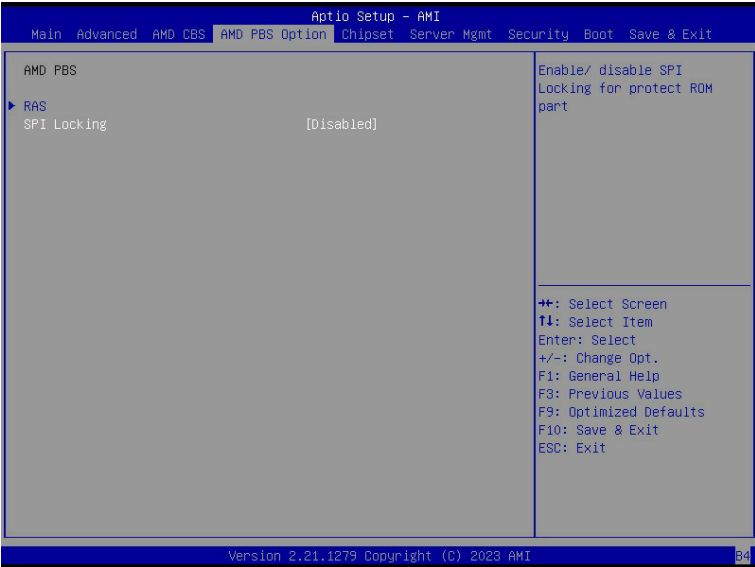 Aptio Setup – AMI
Main Advanced AMD CBS AMD PBS Option Chipset Server Mgmt Security Boot Save & Exit
AMD PBS
RAS
SPI Locking [Disabled]
Enable/ disable SPI
Locking for protect ROM
part
→←: Select Screen
↑↓: Select Item
Enter: Select
+/-: Change Opt.
F1: General Help
F3: Previous Values
F9: Optimized Defaults
F10: Save & Exit
ESC: Exit
Version 2.21.1279 Copyright (C) 2023 AMI
B4